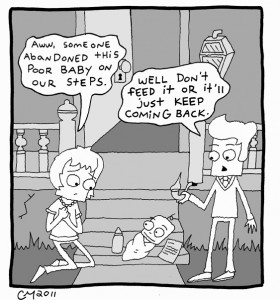 Aww, someone
abandoned this
poor baby on
our steps.
Well don't
feed it or it'll
just keep
coming back.
CM2011